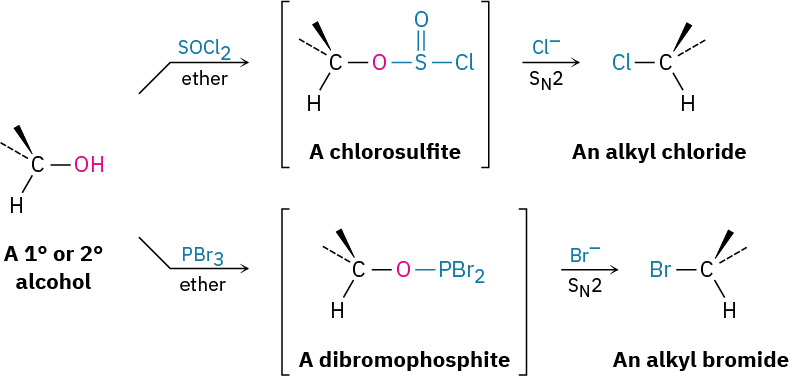 SOCl2
ether
C—O—S—Cl
O
H
A chlorosulfite
Cl−
SN2
Cl—C
H
An alkyl chloride
C—OH
H
A 1° or 2°
alcohol
PBr3
ether
C—O—PBr2
H
A dibromophosphite
Br−
SN2
Br—C
H
An alkyl bromide